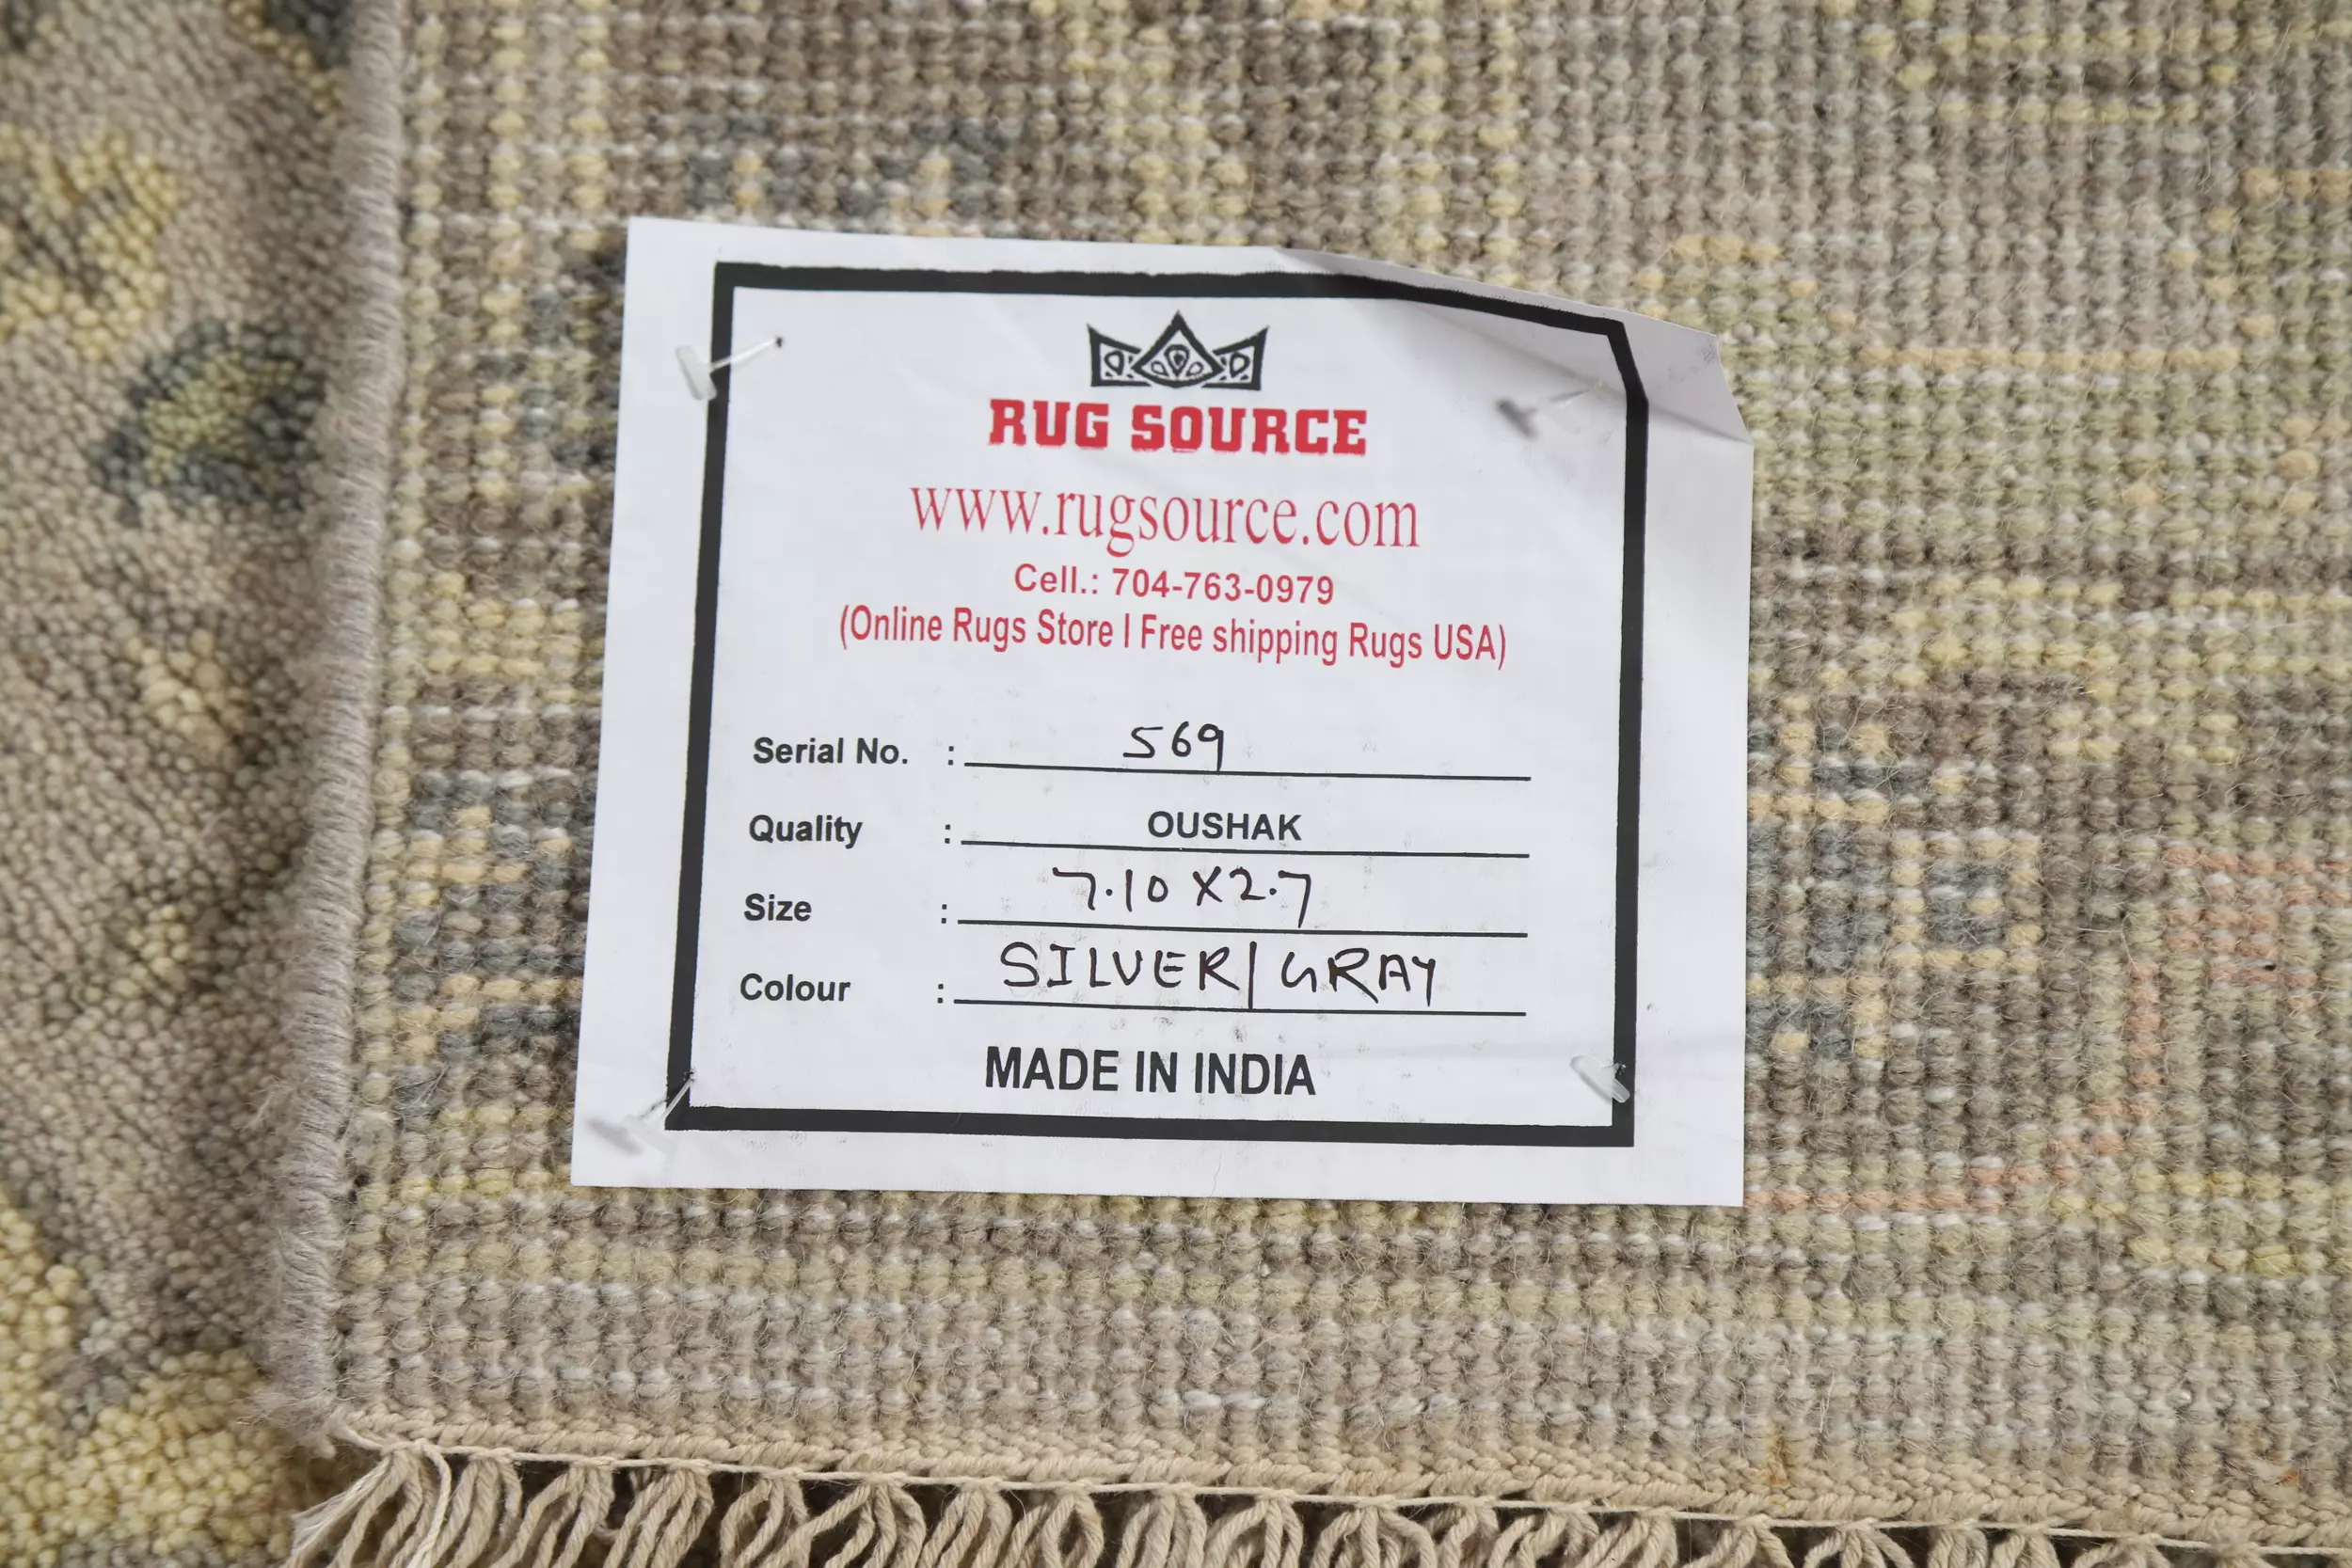 RUG SOURCE
www.rugsource.com
Cell.: 704-763-0979
(Online Rugs Store I Free shipping Rugs USA)
Serial No. : 569
Quality : OUSHAK
Size : 7.10 X 2.7
Colour : SILVER/GRAY
MADE IN INDIA